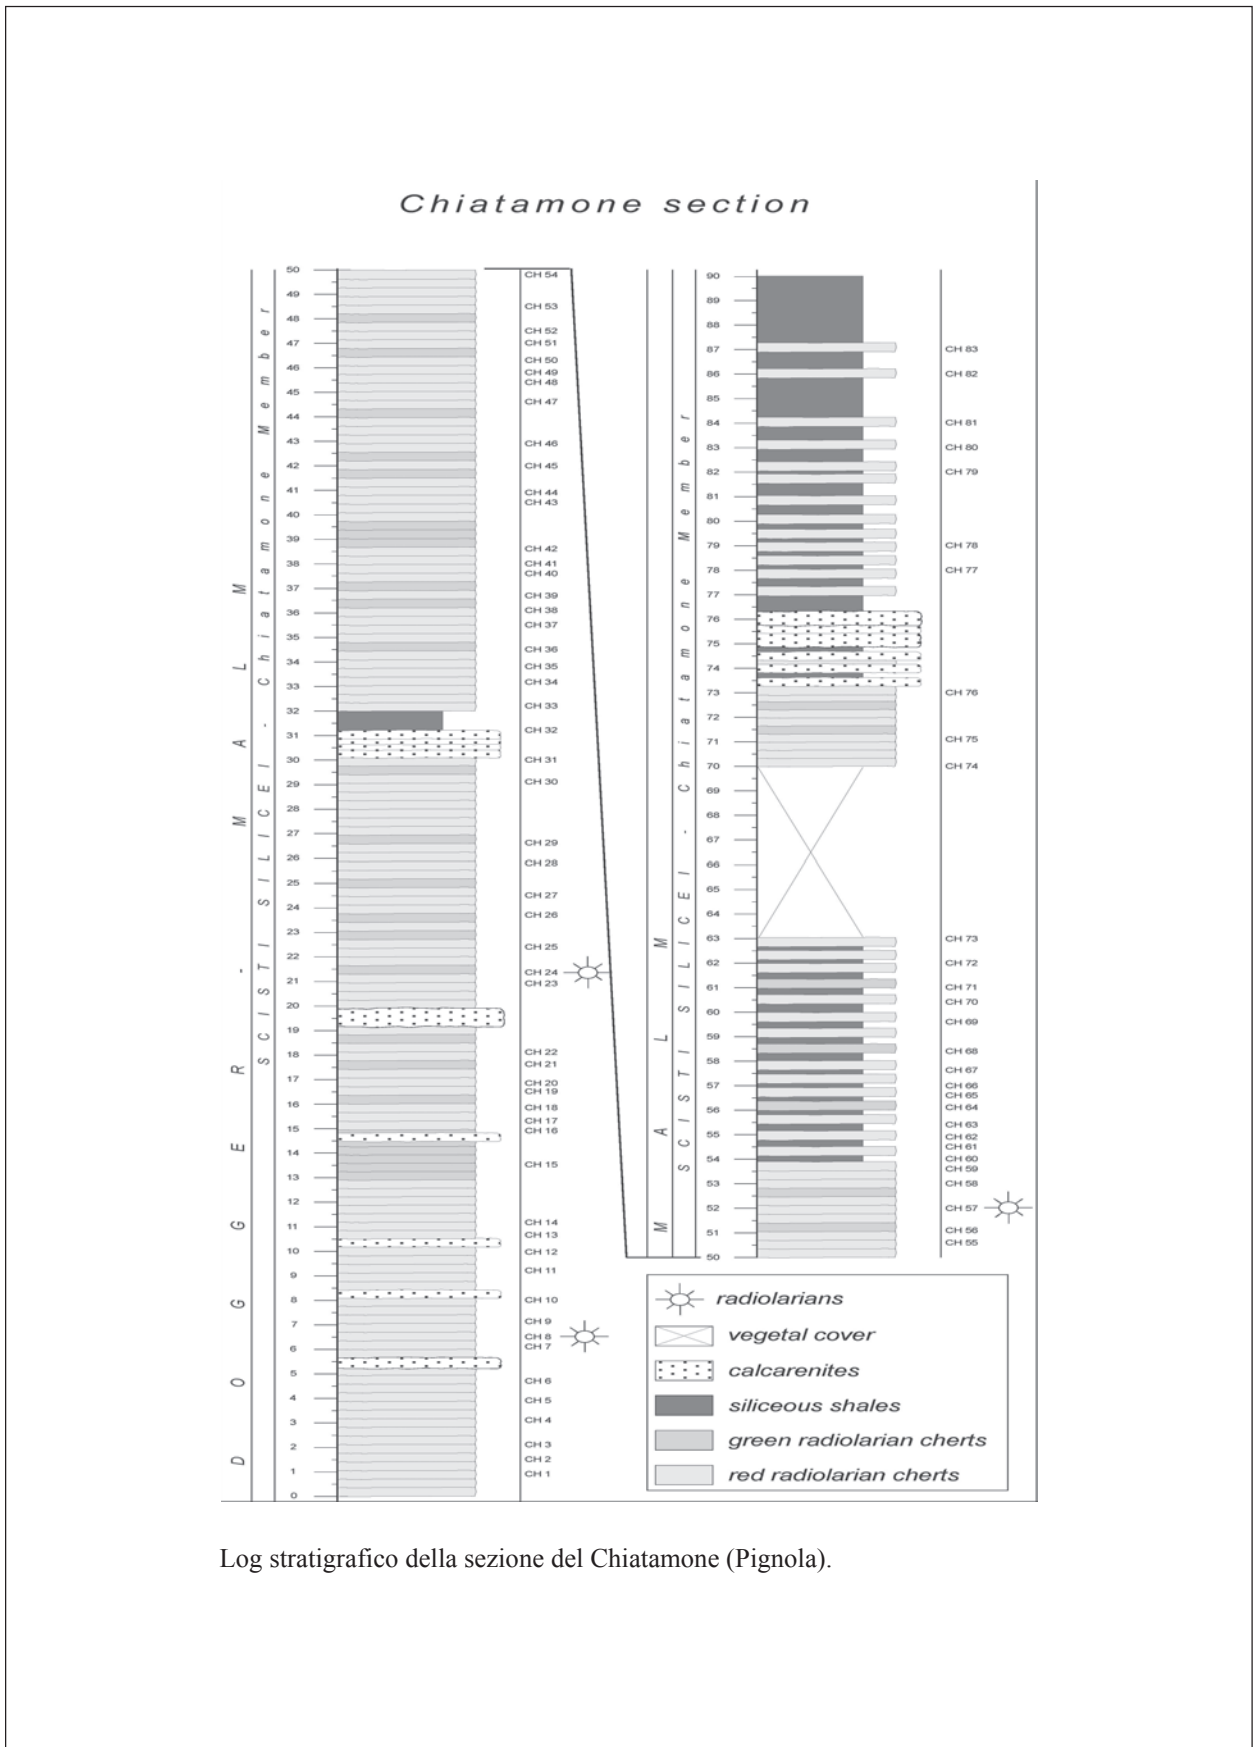 Chiatamone section
DOGGER - MALM
SCISTI SILICEI - Chiatamone Member
50
49
48
47
46
45
44
43
42
41
40
39
38
37
36
35
34
33
32
31
30
29
28
27
26
25
24
23
22
21
20
19
18
17
16
15
14
13
12
11
10
9
8
7
6
5
4
3
2
1
0
CH 54
CH 53
CH 52
CH 51
CH 50
CH 49
CH 48
CH 47
CH 46
CH 45
CH 44
CH 43
CH 42
CH 41
CH 40
CH 39
CH 38
CH 37
CH 36
CH 35
CH 34
CH 33
CH 32
CH 31
CH 30
CH 29
CH 28
CH 27
CH 26
CH 25
CH 24
CH 23
CH 22
CH 21
CH 20
CH 19
CH 18
CH 17
CH 16
CH 15
CH 14
CH 13
CH 12
CH 11
CH 10
CH 9
CH 8
CH 7
CH 6
CH 5
CH 4
CH 3
CH 2
CH 1
MALM
SCISTI SILICEI - Chiatamone Member
90
89
88
87
86
85
84
83
82
81
80
79
78
77
76
75
74
73
72
71
70
69
68
67
66
65
64
63
62
61
60
59
58
57
56
55
54
53
52
51
50
CH 83
CH 82
CH 81
CH 80
CH 79
CH 78
CH 77
CH 76
CH 75
CH 74
CH 73
CH 72
CH 71
CH 70
CH 69
CH 68
CH 67
CH 66
CH 65
CH 64
CH 63
CH 62
CH 61
CH 60
CH 59
CH 58
CH 57
CH 56
CH 55
radiolarians
vegetal cover
calcarenites
siliceous shales
green radiolarian cherts
red radiolarian cherts
Log stratigrafico della sezione del Chiatamone (Pignola).